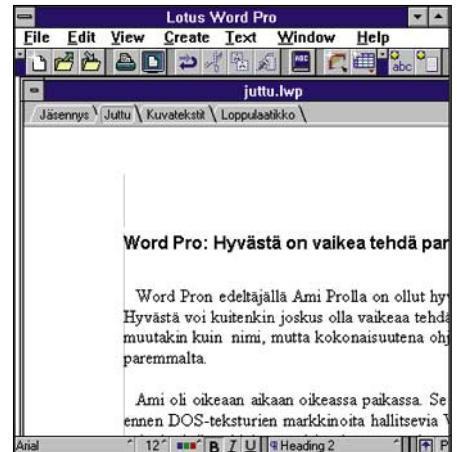 Lotus Word Pro
File Edit View Create Text Window Help
abc
juttu.lwp
Jäsennys Juttu Kuvatekstit Loppulaatikko
Word Pro: Hyvästä on vaikea tehdä par
Word Pron edeltäjällä Ami Prolla on ollut hy
Hyvästä voi kuitenkin joskus olla vaikeaa tehdä
muutakin kuin nimi, mutta kokonaisuutena ohj
paremmalta.
Ami oli oikeaan aikaan oikeassa paikassa. Se
ennen DOS-teksturien markkinoita hallitsevia
Arial 12 B I U Heading 2 P